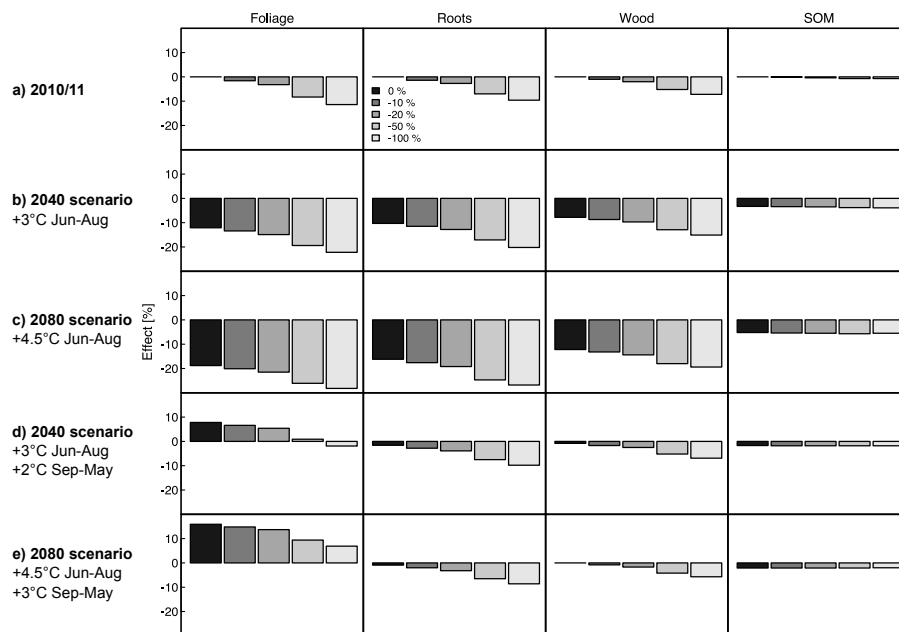 Foliage Roots Wood SOM
a) 2010/11
10
0
-10
-20
0 %
-10 %
-20 %
-50 %
-100 %
b) 2040 scenario
+3°C Jun-Aug
10
0
-10
-20
c) 2080 scenario
+4.5°C Jun-Aug
Effect [%]
10
0
-10
-20
d) 2040 scenario
+3°C Jun-Aug
+2°C Sep-May
10
0
-10
-20
e) 2080 scenario
+4.5°C Jun-Aug
+3°C Sep-May
10
0
-10
-20